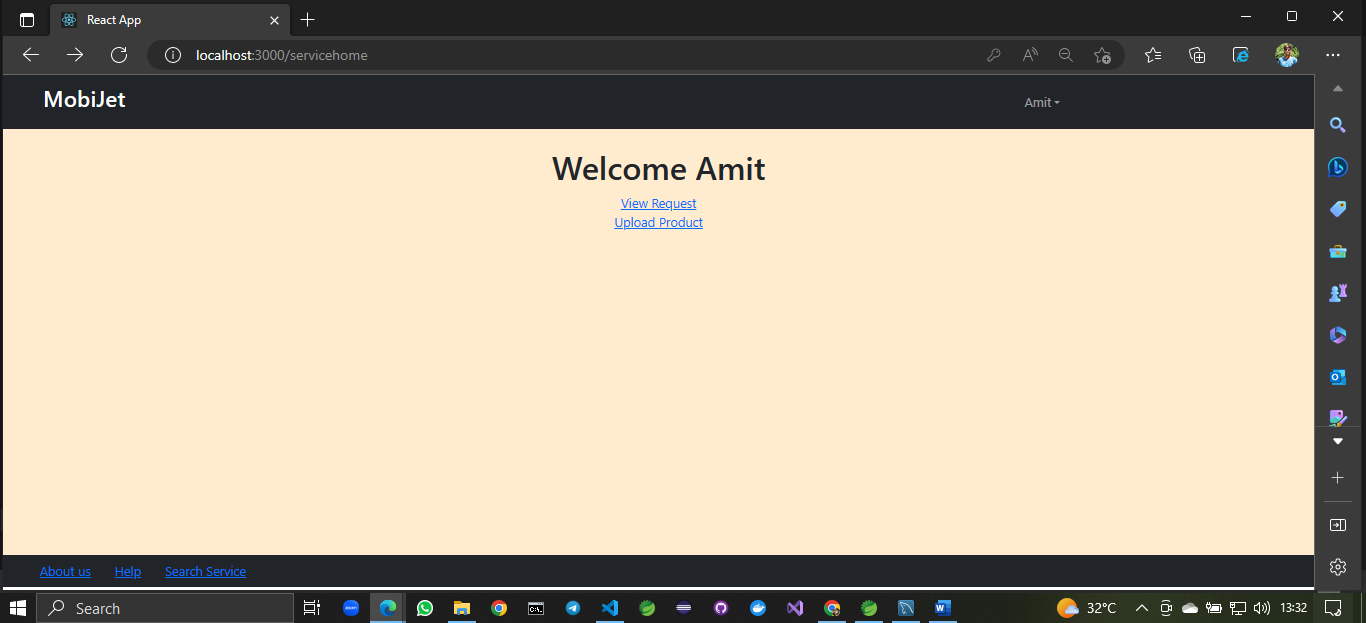 React App
localhost:3000/servicehome
MobiJet
Amit
Welcome Amit
View Request
Upload Product
About us Help Search Service
Search
32°C
13:32